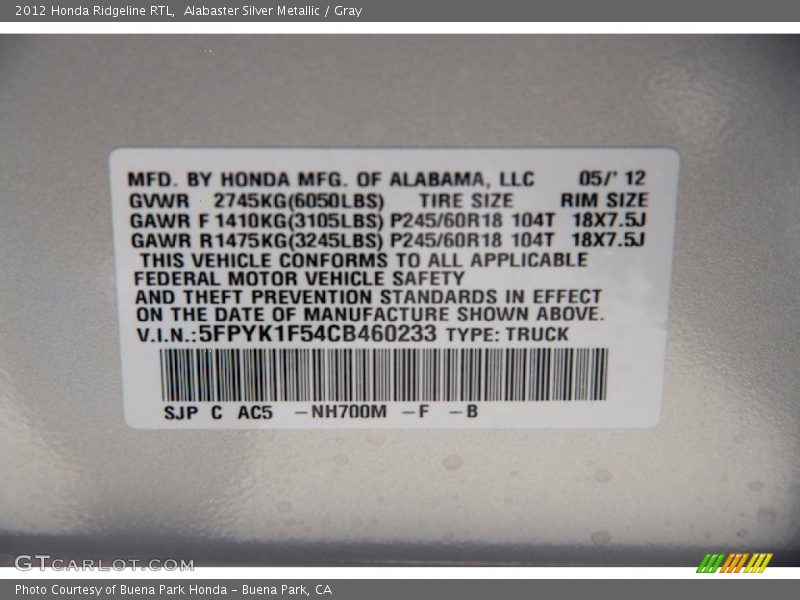 2012 Honda Ridgeline RTL, Alabaster Silver Metallic / Gray
MFD. BY HONDA MFG. OF ALABAMA, LLC 05/' 12
GVWR 2745KG(6050LBS) TIRE SIZE RIM SIZE
GAWR F 1410KG(3105LBS) P245/60R18 104T 18X7.5J
GAWR R1475KG(3245LBS) P245/60R18 104T 18X7.5J
THIS VEHICLE CONFORMS TO ALL APPLICABLE
FEDERAL MOTOR VEHICLE SAFETY
AND THEFT PREVENTION STANDARDS IN EFFECT
ON THE DATE OF MANUFACTURE SHOWN ABOVE.
V.I.N.:5FPYK1F54CB460233 TYPE: TRUCK
SJP C AC5 –NH700M –F –B
GTCARLOT.COM
Photo Courtesy of Buena Park Honda – Buena Park, CA